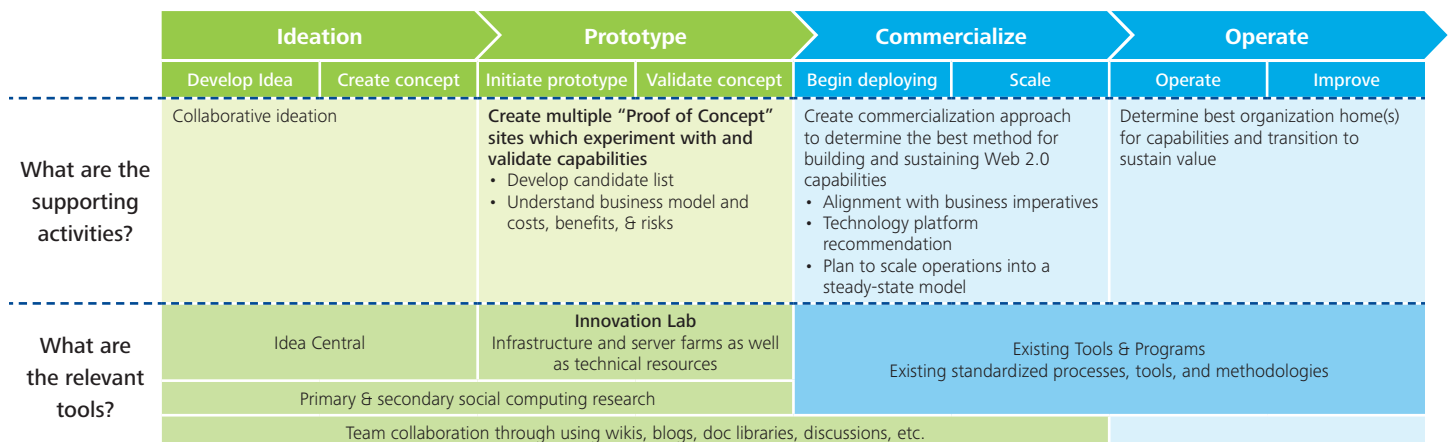 Ideation
Prototype
Commercialize
Operate
Develop Idea
Create concept
Initiate prototype
Validate concept
Begin deploying
Scale
Operate
Improve
What are the
supporting
activities?
Collaborative ideation
Create multiple “Proof of Concept”
sites which experiment with and
validate capabilities
• Develop candidate list
• Understand business model and
costs, benefits, & risks
Create commercialization approach
to determine the best method for
building and sustaining Web 2.0
capabilities
• Alignment with business imperatives
• Technology platform
recommendation
• Plan to scale operations into a
steady-state model
Determine best organization home(s)
for capabilities and transition to
sustain value
What are
the relevant
tools?
Idea Central
Innovation Lab
Infrastructure and server farms as well
as technical resources
Existing Tools & Programs
Existing standardized processes, tools, and methodologies
Primary & secondary social computing research
Team collaboration through using wikis, blogs, doc libraries, discussions, etc.